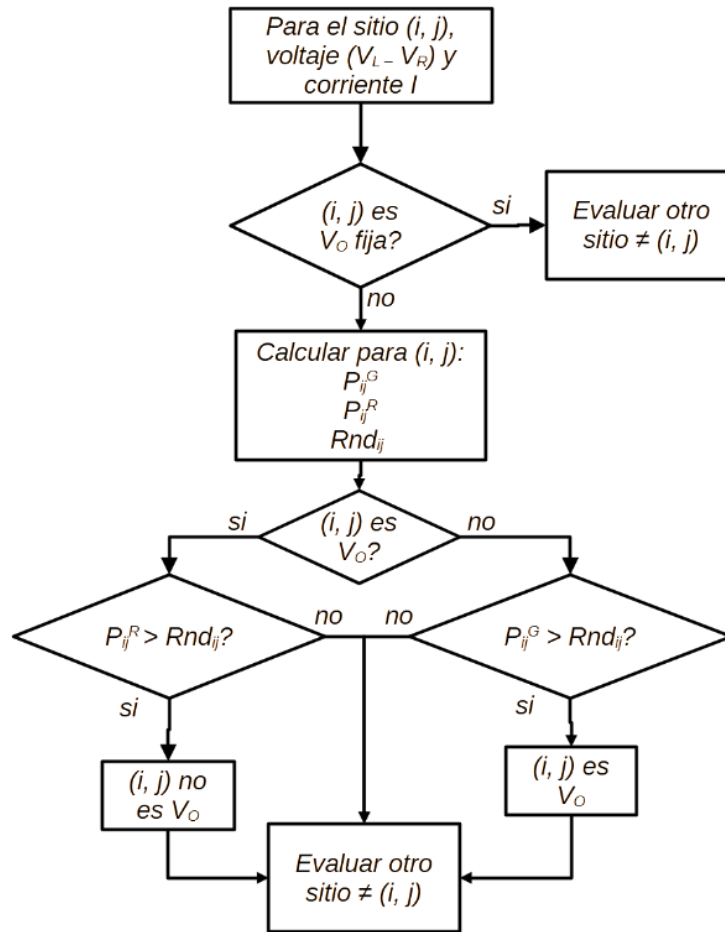 Para el sitio (i, j),
voltaje (V_L – V_R) y
corriente I
(i, j) es
V_O fija?
si
Evaluar otro
sitio ≠ (i, j)
no
Calcular para (i, j):
P_ij^G
P_ij^R
Rnd_ij
si
(i, j) es
V_O?
no
P_ij^R > Rnd_ij?
no
no
P_ij^G > Rnd_ij?
si
si
(i, j) no
es V_O
(i, j) es
V_O
Evaluar otro
sitio ≠ (i, j)